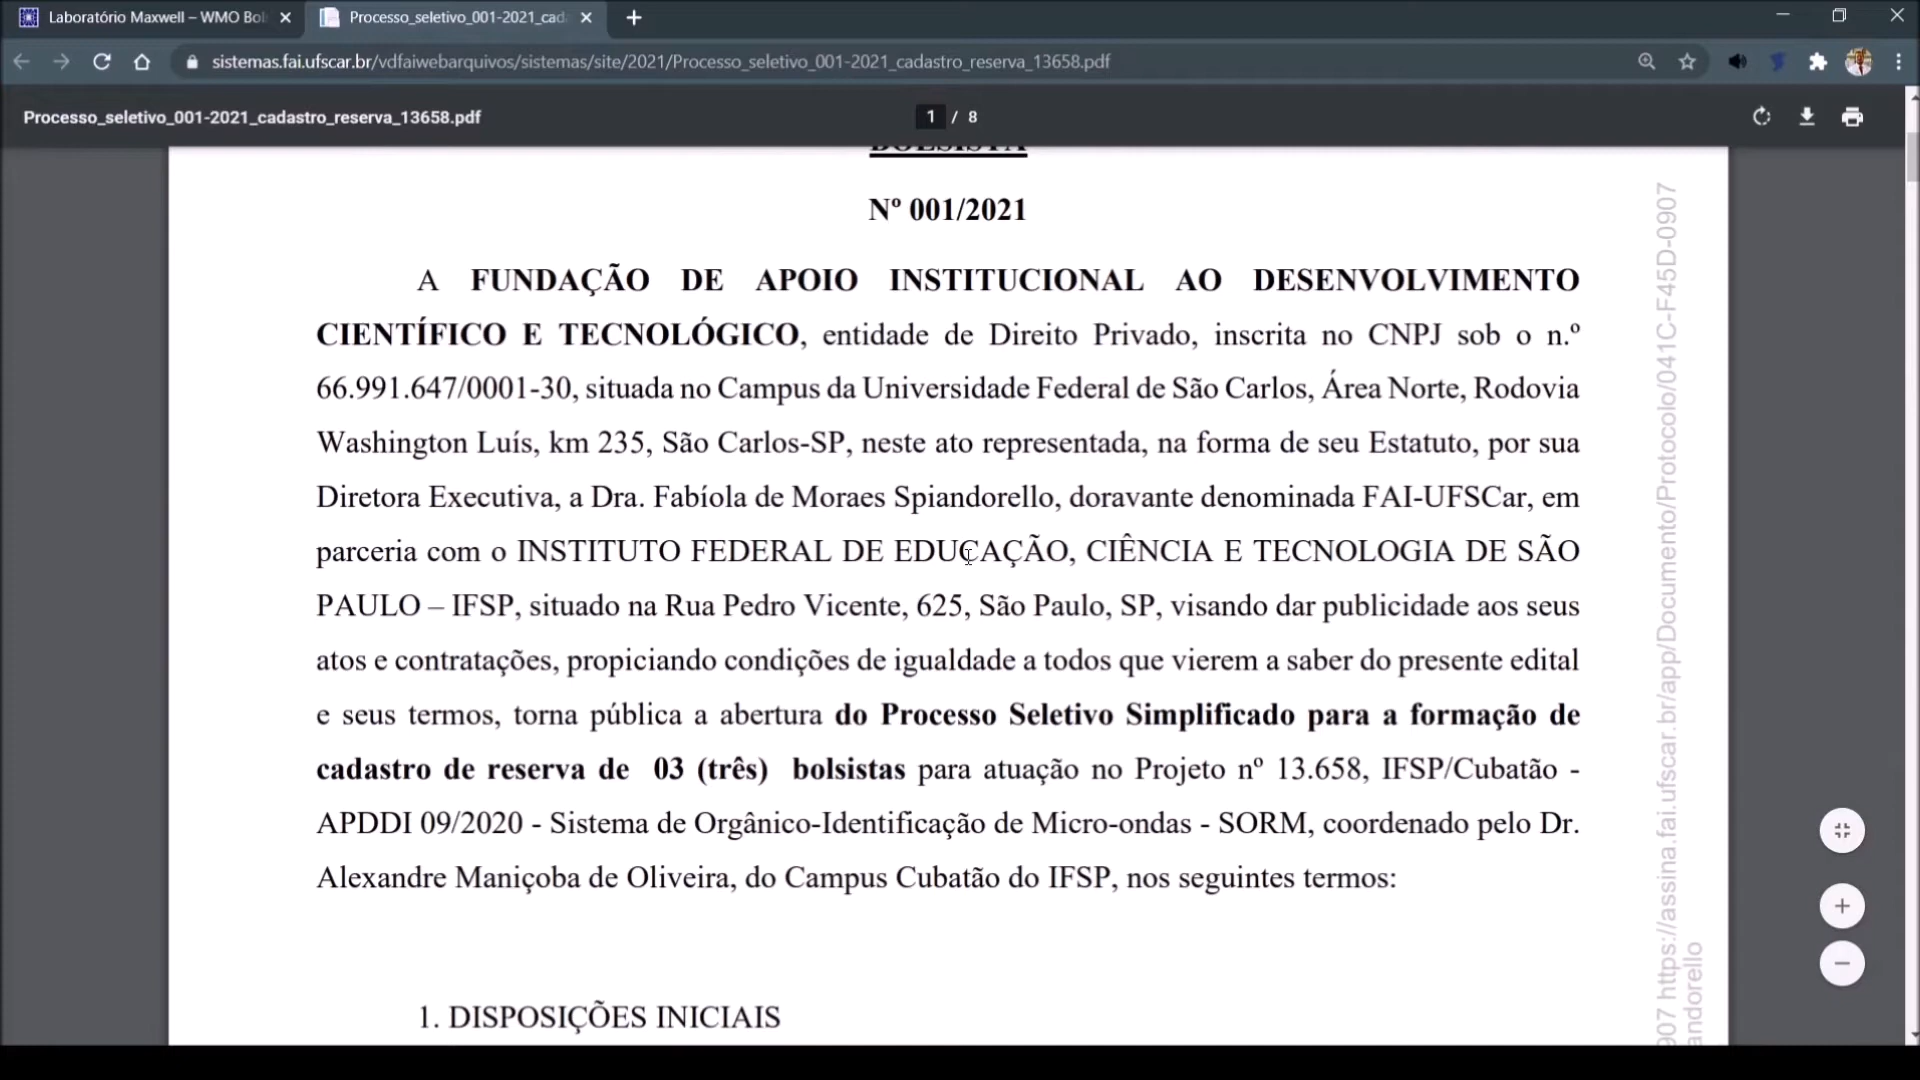 Laboratório Maxwell – WMO Bol
Processo_seletivo_001-2021_cad
sistemas.fai.ufscar.br/vdfaiwebarquivos/sistemas/site/2021/Processo_seletivo_001-2021_cadastro_reserva_13658.pdf
Processo_seletivo_001-2021_cadastro_reserva_13658.pdf
1 / 8
BOLSISTA
Nº 001/2021
A FUNDAÇÃO DE APOIO INSTITUCIONAL AO DESENVOLVIMENTO
CIENTÍFICO E TECNOLÓGICO, entidade de Direito Privado, inscrita no CNPJ sob o n.º
66.991.647/0001-30, situada no Campus da Universidade Federal de São Carlos, Área Norte, Rodovia
Washington Luís, km 235, São Carlos-SP, neste ato representada, na forma de seu Estatuto, por sua
Diretora Executiva, a Dra. Fabíola de Moraes Spiandorello, doravante denominada FAI-UFSCar, em
parceria com o INSTITUTO FEDERAL DE EDUCAÇÃO, CIÊNCIA E TECNOLOGIA DE SÃO
PAULO – IFSP, situado na Rua Pedro Vicente, 625, São Paulo, SP, visando dar publicidade aos seus
atos e contratações, propiciando condições de igualdade a todos que vierem a saber do presente edital
e seus termos, torna pública a abertura do Processo Seletivo Simplificado para a formação de
cadastro de reserva de 03 (três) bolsistas para atuação no Projeto nº 13.658, IFSP/Cubatão -
APDDI 09/2020 - Sistema de Orgânico-Identificação de Micro-ondas - SORM, coordenado pelo Dr.
Alexandre Maniçoba de Oliveira, do Campus Cubatão do IFSP, nos seguintes termos:
1. DISPOSIÇÕES INICIAIS
907 https://assina.fai.ufscar.br/app/Documento/Protocolo/041C-F45D-0907
andorello